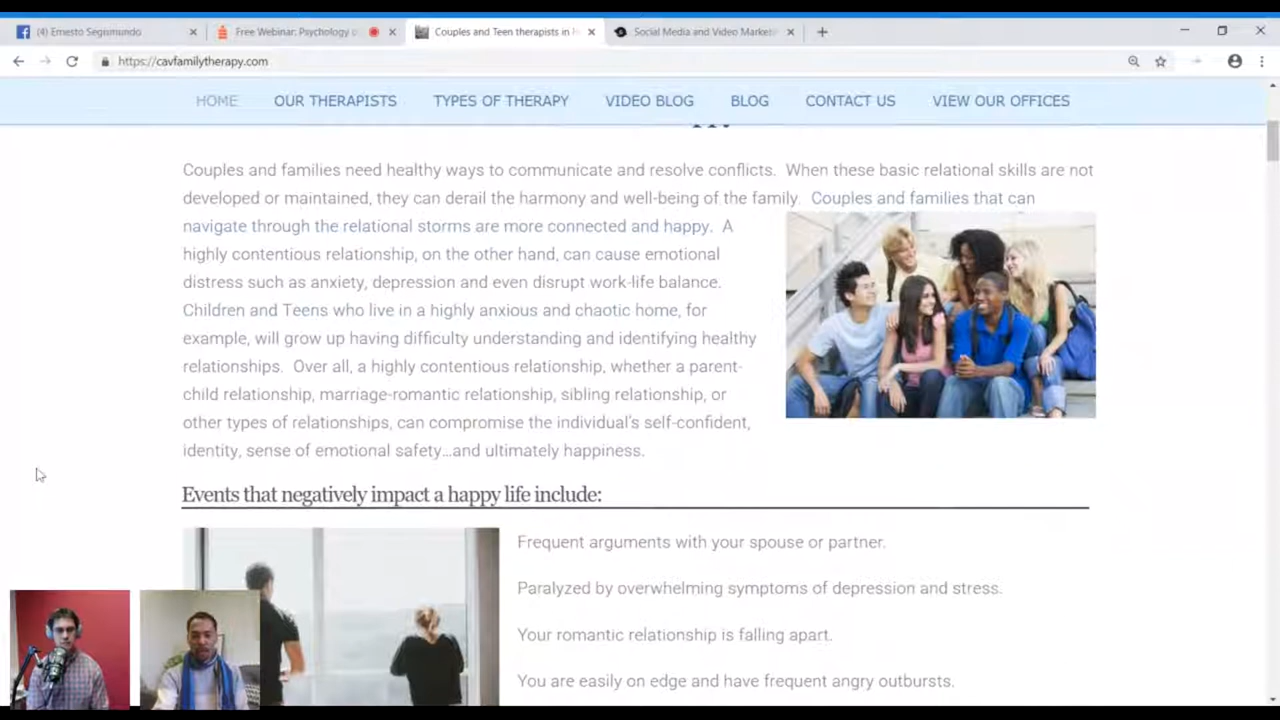 (4) Ernesto Segismundo
Free Webinar: Psychology o
Couples and Teen therapists in
Social Media and Video Market
https://cavfamilytherapy.com
HOME OUR THERAPISTS TYPES OF THERAPY VIDEO BLOG BLOG CONTACT US VIEW OUR OFFICES
Couples and families need healthy ways to communicate and resolve conflicts. When these basic relational skills are not
developed or maintained, they can derail the harmony and well-being of the family. Couples and families that can
navigate through the relational storms are more connected and happy. A
highly contentious relationship, on the other hand, can cause emotional
distress such as anxiety, depression and even disrupt work-life balance.
Children and Teens who live in a highly anxious and chaotic home, for
example, will grow up having difficulty understanding and identifying healthy
relationships. Over all, a highly contentious relationship, whether a parent-
child relationship, marriage-romantic relationship, sibling relationship, or
other types of relationships, can compromise the individual's self-confident,
identity, sense of emotional safety…and ultimately happiness.
Events that negatively impact a happy life include:
Frequent arguments with your spouse or partner.
Paralyzed by overwhelming symptoms of depression and stress.
Your romantic relationship is falling apart.
You are easily on edge and have frequent angry outbursts.